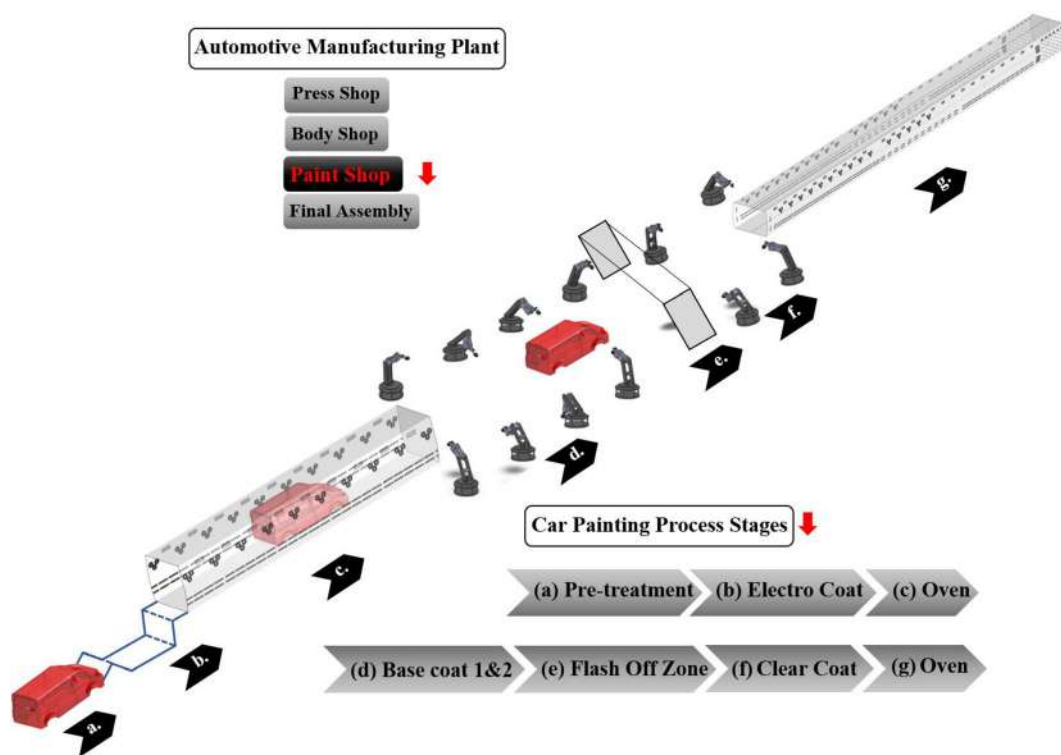 Automotive Manufacturing Plant
Press Shop
Body Shop
Paint Shop
Final Assembly
g.
f.
e.
d.
c.
b.
a.
Car Painting Process Stages
(a) Pre-treatment
(b) Electro Coat
(c) Oven
(d) Base coat 1&2
(e) Flash Off Zone
(f) Clear Coat
(g) Oven